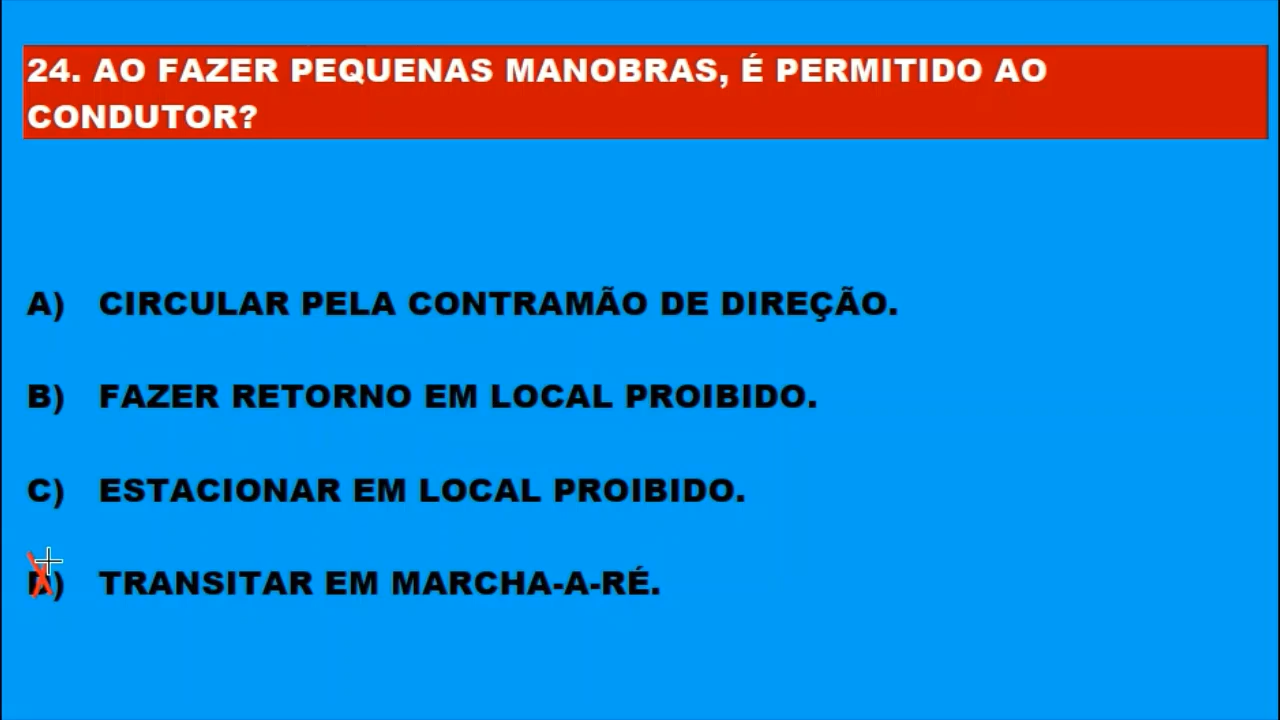 24. AO FAZER PEQUENAS MANOBRAS, É PERMITIDO AO
CONDUTOR?
A) CIRCULAR PELA CONTRAMÃO DE DIREÇÃO.
B) FAZER RETORNO EM LOCAL PROIBIDO.
C) ESTACIONAR EM LOCAL PROIBIDO.
D) TRANSITAR EM MARCHA-A-RÉ.